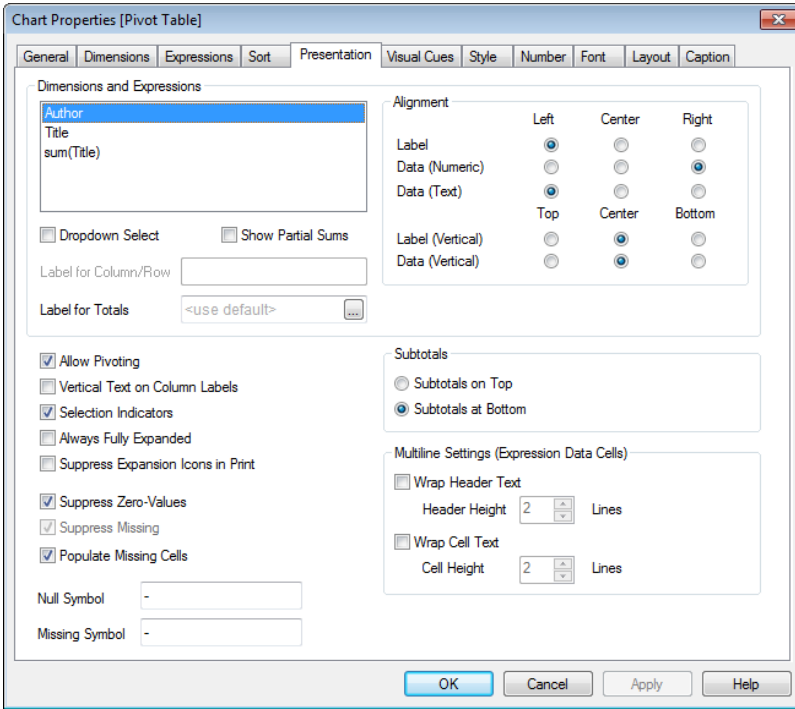 Chart Properties [Pivot Table]
General Dimensions Expressions Sort Presentation Visual Cues Style Number Font Layout Caption
Dimensions and Expressions
Author
Title
sum(Title)
Dropdown Select
Show Partial Sums
Label for Column/Row
Label for Totals
<use default>
...
Alignment
Left Center Right
Label
Data (Numeric)
Data (Text)
Top Center Bottom
Label (Vertical)
Data (Vertical)
Allow Pivoting
Vertical Text on Column Labels
Selection Indicators
Always Fully Expanded
Suppress Expansion Icons in Print
Suppress Zero-Values
Suppress Missing
Populate Missing Cells
Null Symbol -
Missing Symbol -
Subtotals
Subtotals on Top
Subtotals at Bottom
Multiline Settings (Expression Data Cells)
Wrap Header Text
Header Height 2 Lines
Wrap Cell Text
Cell Height 2 Lines
OK Cancel Apply Help